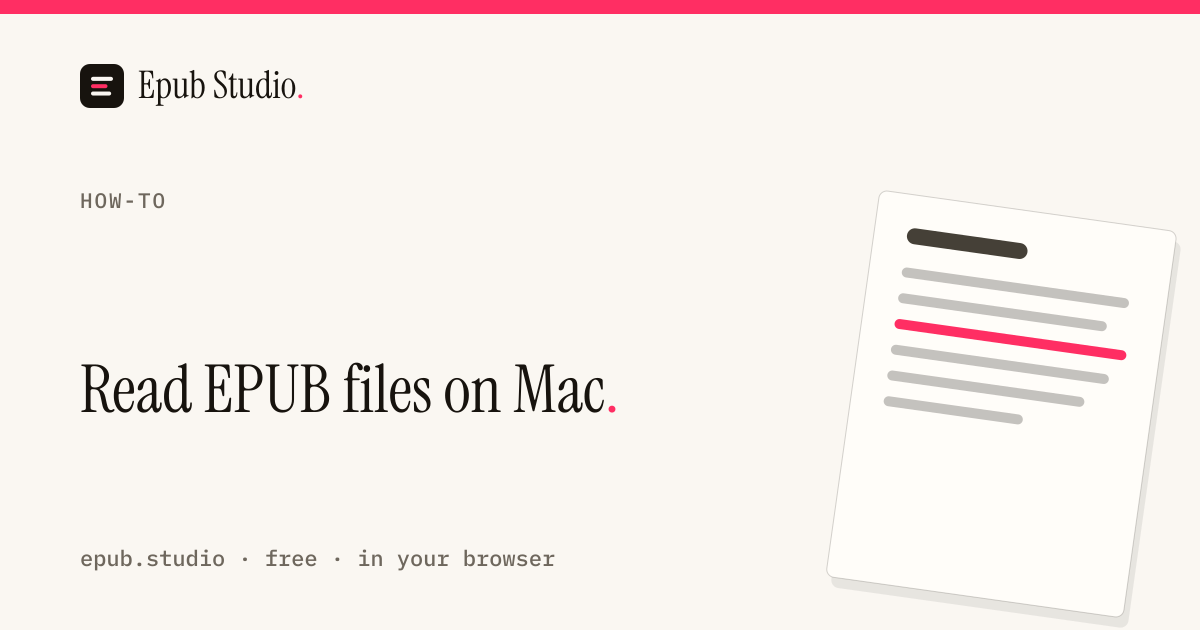 Epub Studio.
HOW-TO
Read EPUB files on Mac.
epub.studio · free · in your browser